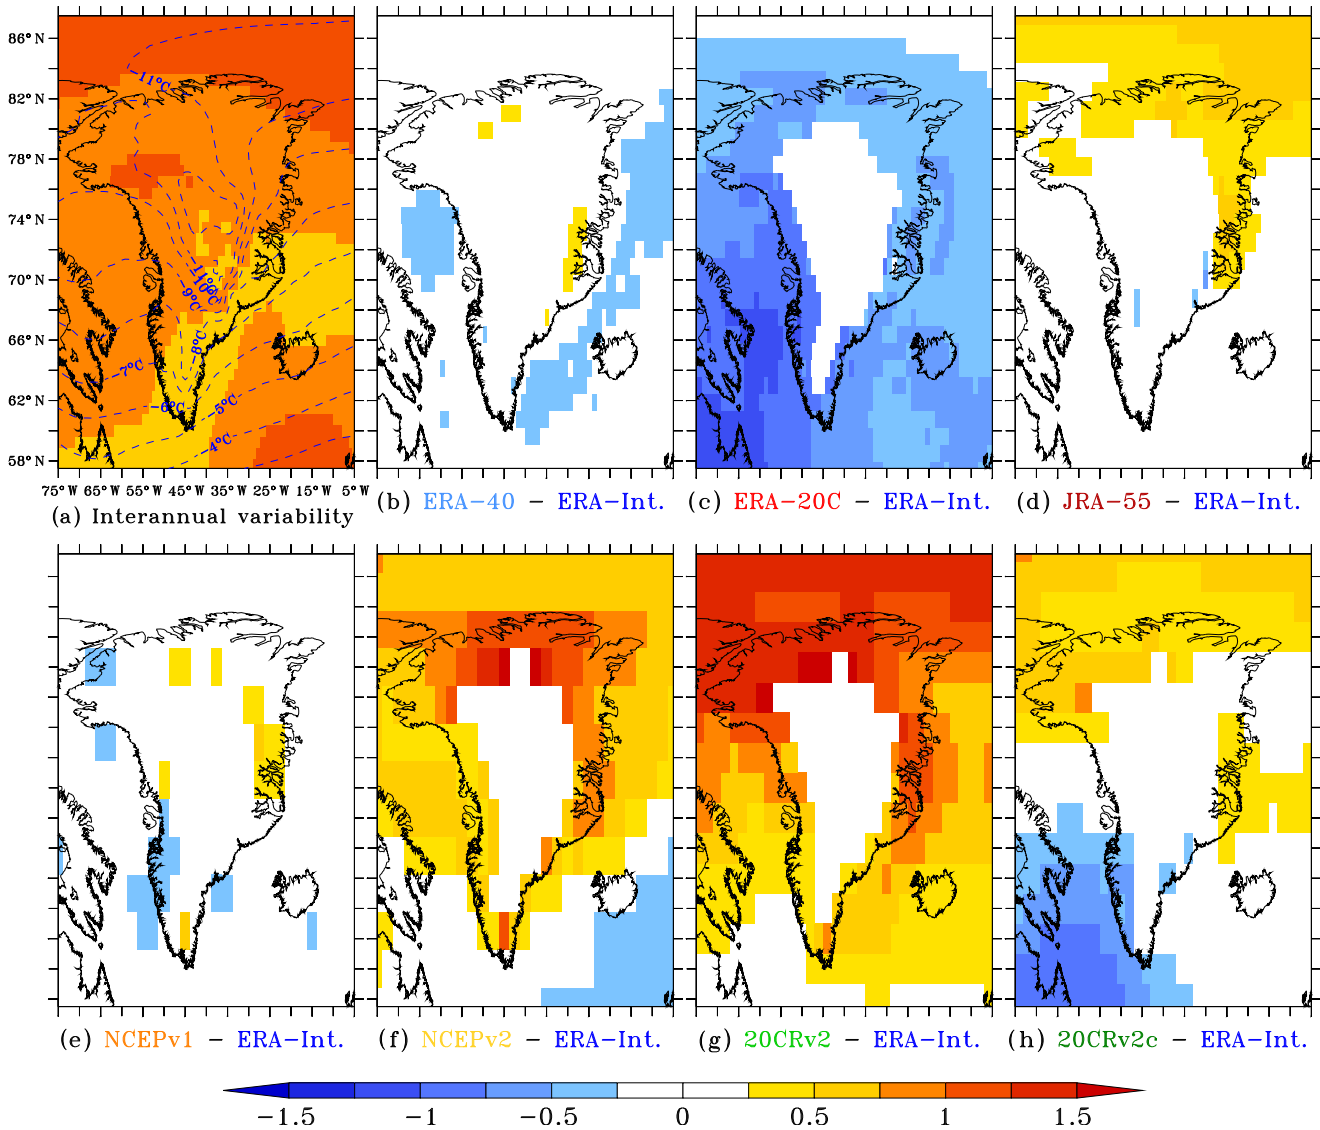 86° N
82° N
78° N
74° N
70° N
66° N
62° N
58° N
75° W 65° W 55° W 45° W 35° W 25° W 15° W 5° W
−11°C
−10°C
−9°C
−8°C
−7°C
−6°C
−5°C
−4°C
(a) Interannual variability
(b) ERA−40 − ERA−Int.
(c) ERA−20C − ERA−Int.
(d) JRA−55 − ERA−Int.
(e) NCEPv1 − ERA−Int.
(f) NCEPv2 − ERA−Int.
(g) 20CRv2 − ERA−Int.
(h) 20CRv2c − ERA−Int.
−1.5 −1 −0.5 0 0.5 1 1.5